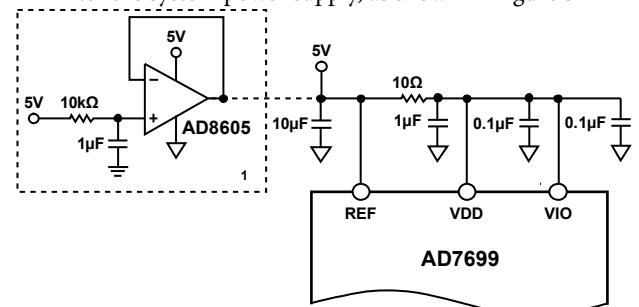 5V
5V
10kΩ
1µF
AD8605
1
5V
10µF
10Ω
1µF
0.1µF
0.1µF
REF
VDD
VIO
AD7699